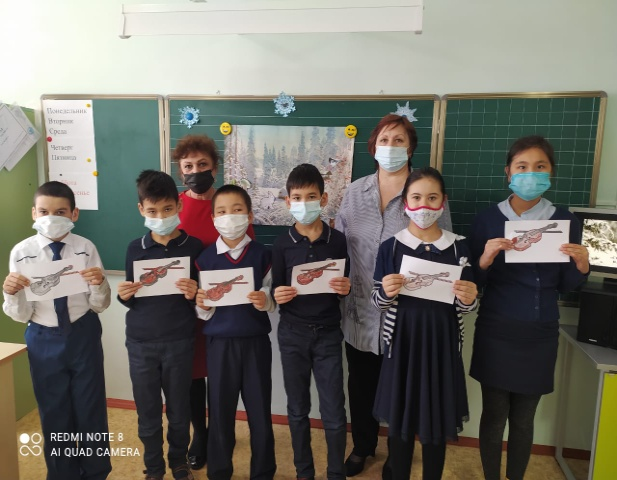 Понедельник
Вторник
Среда
Четверг
Пятница
REDMI NOTE 8
AI QUAD CAMERA